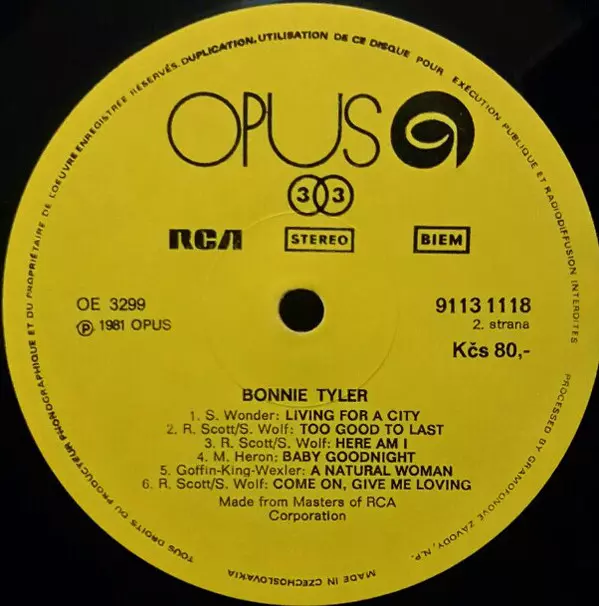 TOUS DROITS DU PRODUCTEUR PHONOGRAPHIQUE ET DU PROPRIÉTAIRE DE L'OEUVRE ENREGISTRÉE RÉSERVÉS. DUPLICATION, UTILISATION DE CE DISQUE POUR EXÉCUTION PUBLIQUE ET RADIODIFFUSION INTERDITES
OPUS
33
RCA STEREO BIEM
OE 3299 9113 1118
Ⓟ 1981 OPUS 2. strana
Kčs 80,-
BONNIE TYLER
1. S. Wonder: LIVING FOR A CITY
2. R. Scott/S. Wolf: TOO GOOD TO LAST
3. R. Scott/S. Wolf: HERE AM I
4. M. Heron: BABY GOODNIGHT
5. Goffin-King-Wexler: A NATURAL WOMAN
6. R. Scott/S. Wolf: COME ON, GIVE ME LOVING
Made from Masters of RCA
Corporation
PROCESSED BY GRAMOFONOVÉ ZÁVODY, N.P.
MADE IN CZECHOSLOVAKIA